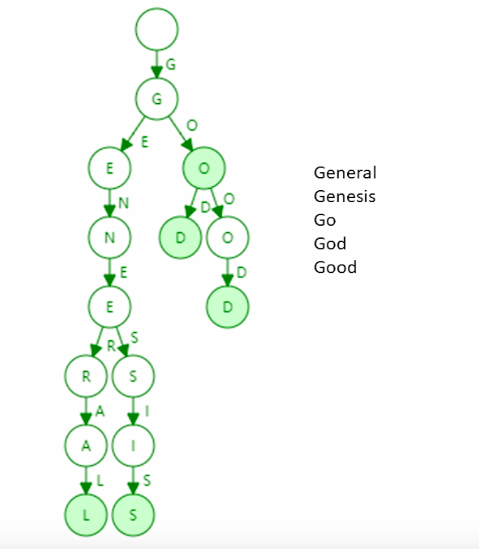 G
G
E O
E O
N D O
N D O
E D
E D
R S
R S
A I
A I
L S
L S
General
Genesis
Go
God
Good